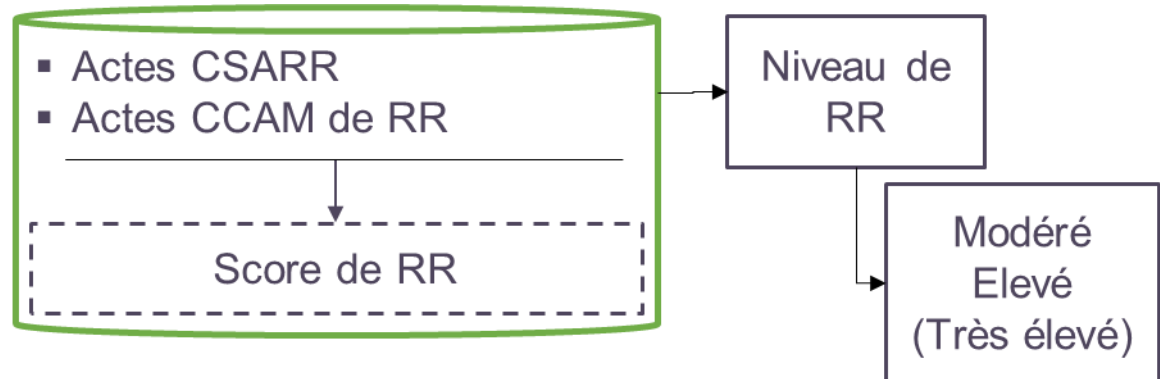 ▪ Actes CSARR
▪ Actes CCAM de RR
Score de RR
Niveau de
RR
Modéré
Elevé
(Très élevé)